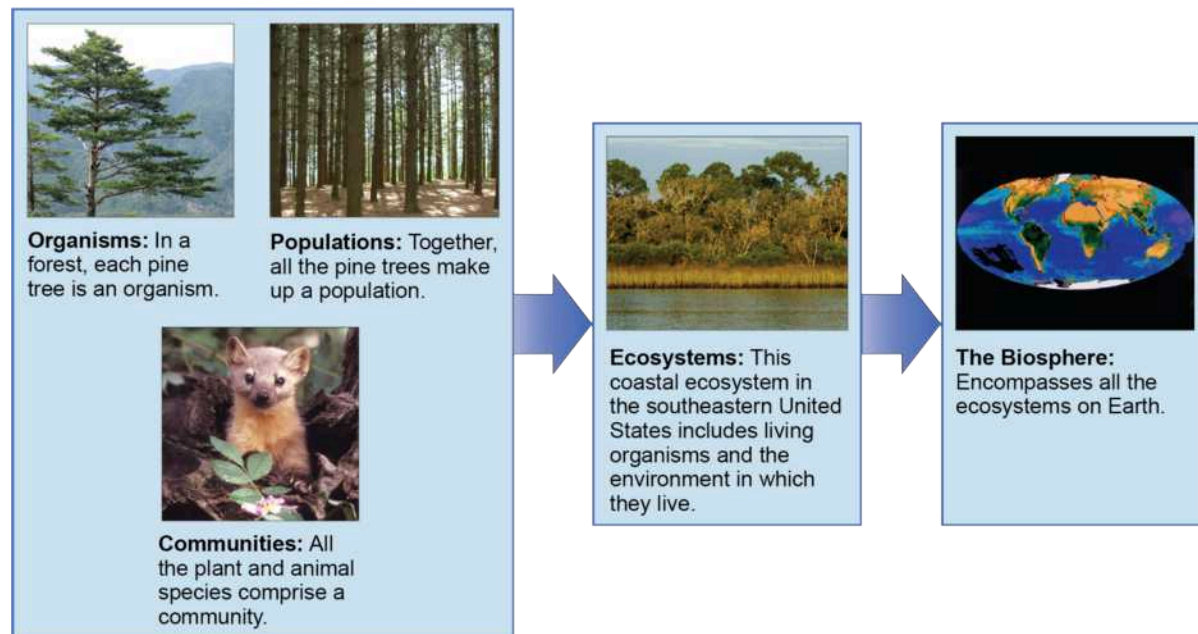 Organisms: In a
forest, each pine
tree is an organism.
Populations: Together,
all the pine trees make
up a population.
Communities: All
the plant and animal
species comprise a
community.
Ecosystems: This
coastal ecosystem in
the southeastern United
States includes living
organisms and the
environment in which
they live.
The Biosphere:
Encompasses all the
ecosystems on Earth.